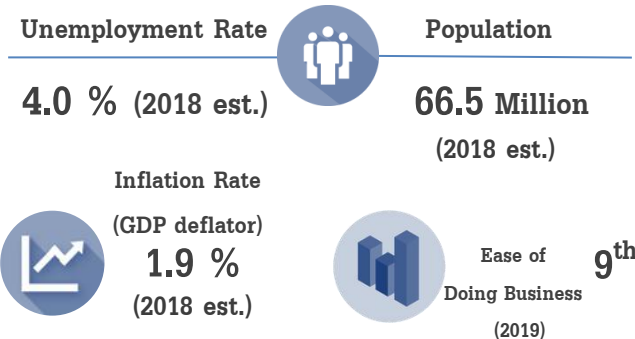 Unemployment Rate
Population
4.0 % (2018 est.)
66.5 Million
(2018 est.)
Inflation Rate
(GDP deflator)
1.9 %
(2018 est.)
Ease of
Doing Business
(2019)
9th